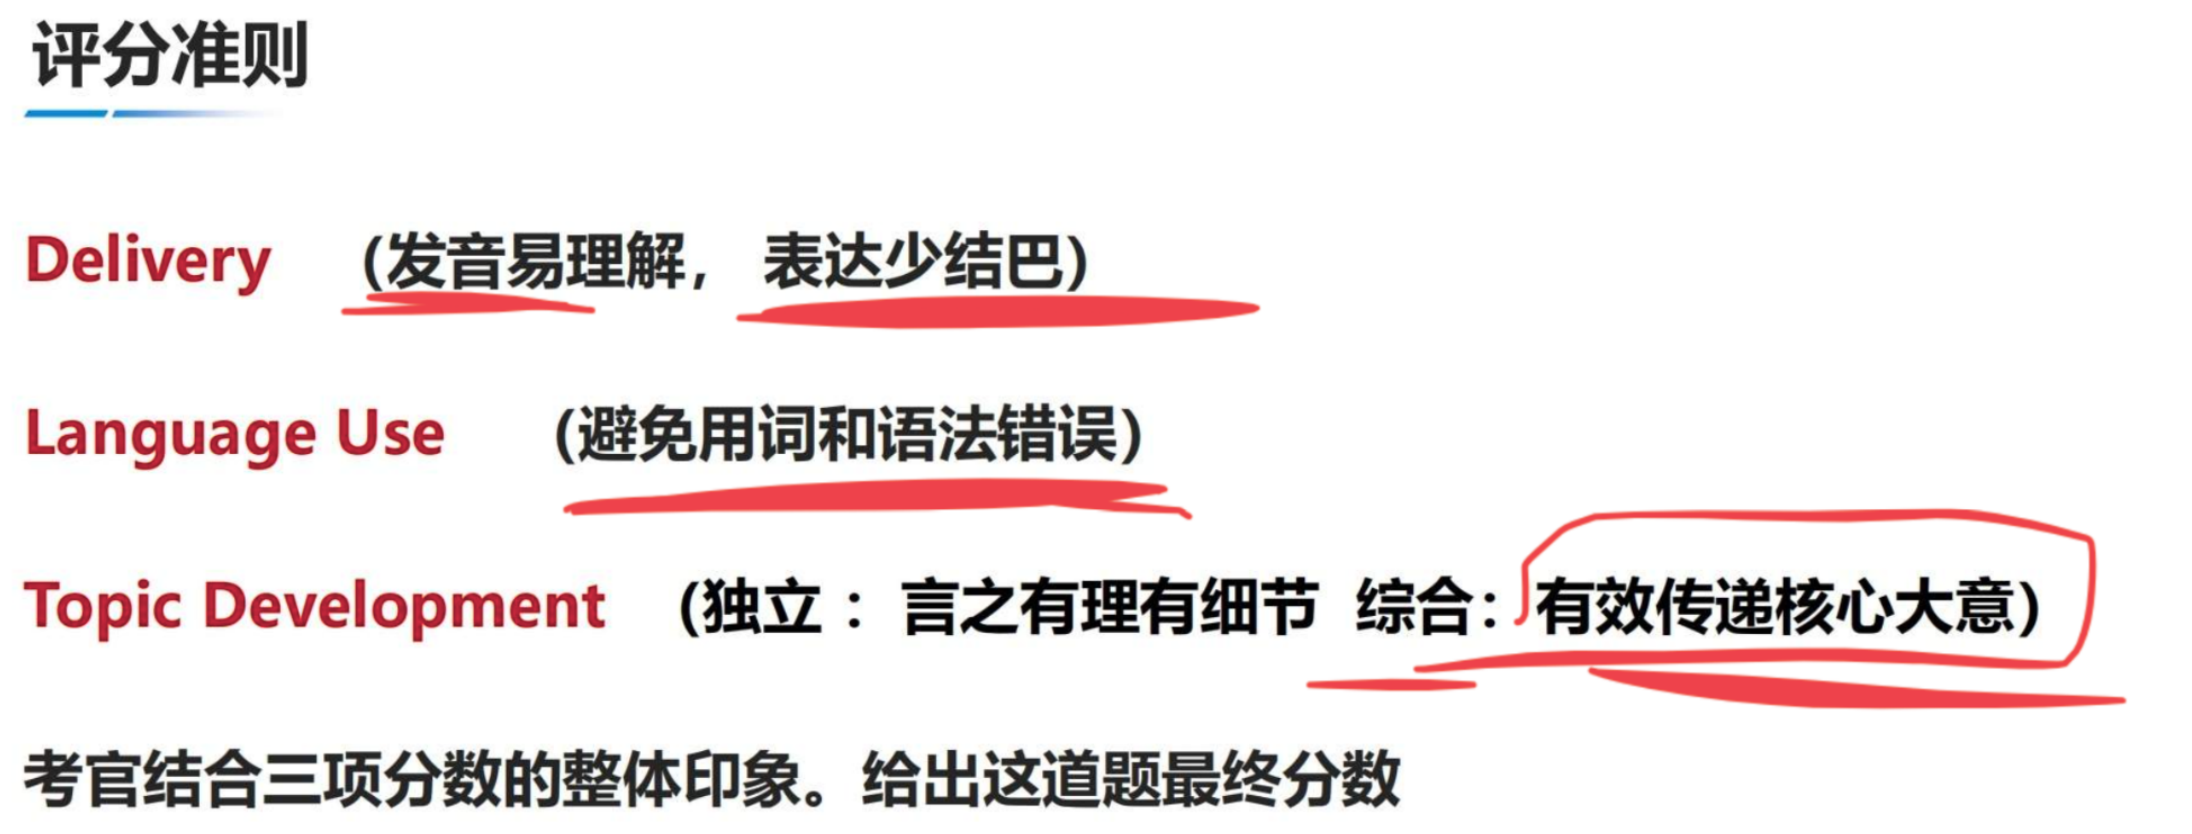 评分准则
Delivery （发音易理解， 表达少结巴）
Language Use （避免用词和语法错误）
Topic Development （独立 ：言之有理有细节 综合：有效传递核心大意）
考官结合三项分数的整体印象。给出这道题最终分数